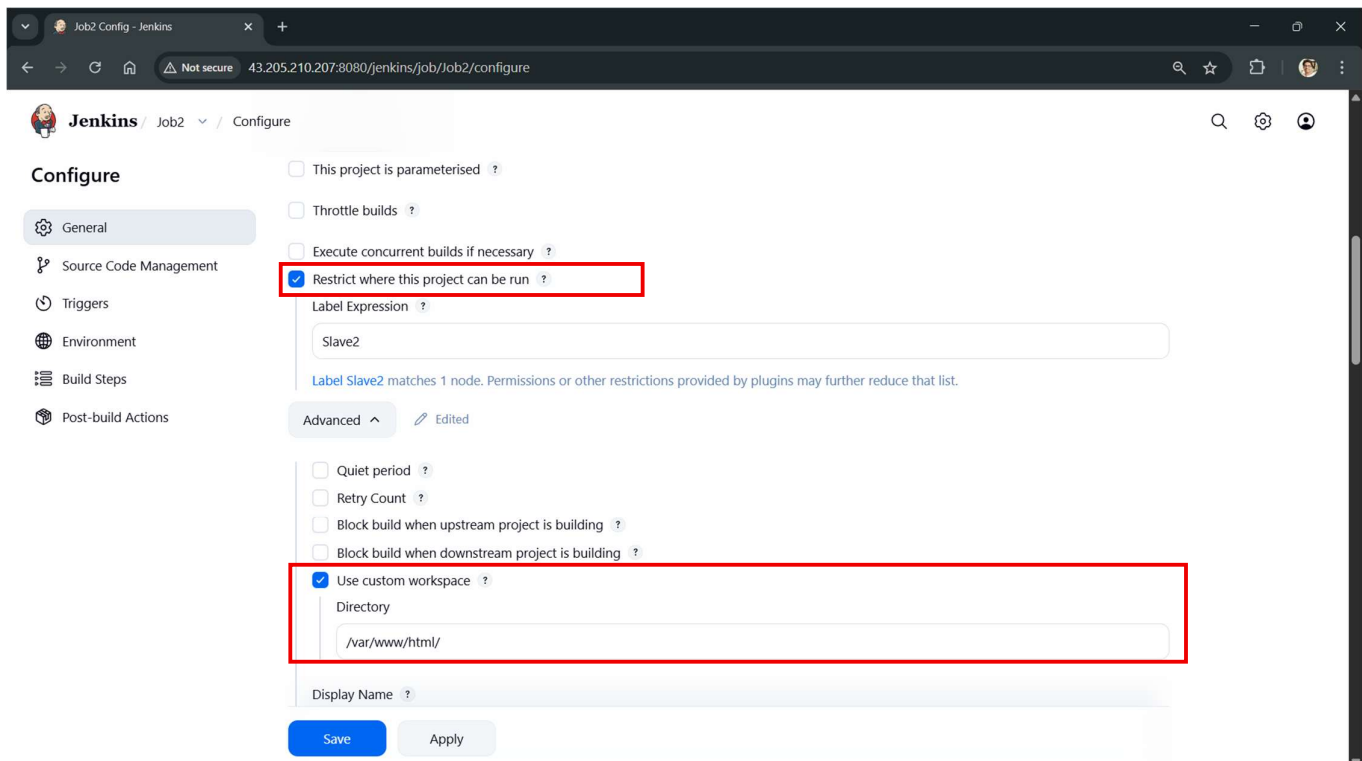 Job2 Config - Jenkins
Not secure 43.205.210.207:8080/jenkins/job/Job2/configure
Jenkins / Job2 / Configure
Configure
General
Source Code Management
Triggers
Environment
Build Steps
Post-build Actions
This project is parameterised ?
Throttle builds ?
Execute concurrent builds if necessary ?
Restrict where this project can be run ?
Label Expression ?
Slave2
Label Slave2 matches 1 node. Permissions or other restrictions provided by plugins may further reduce that list.
Advanced Edited
Quiet period ?
Retry Count ?
Block build when upstream project is building ?
Block build when downstream project is building ?
Use custom workspace ?
Directory
/var/www/html/
Display Name ?
Save Apply